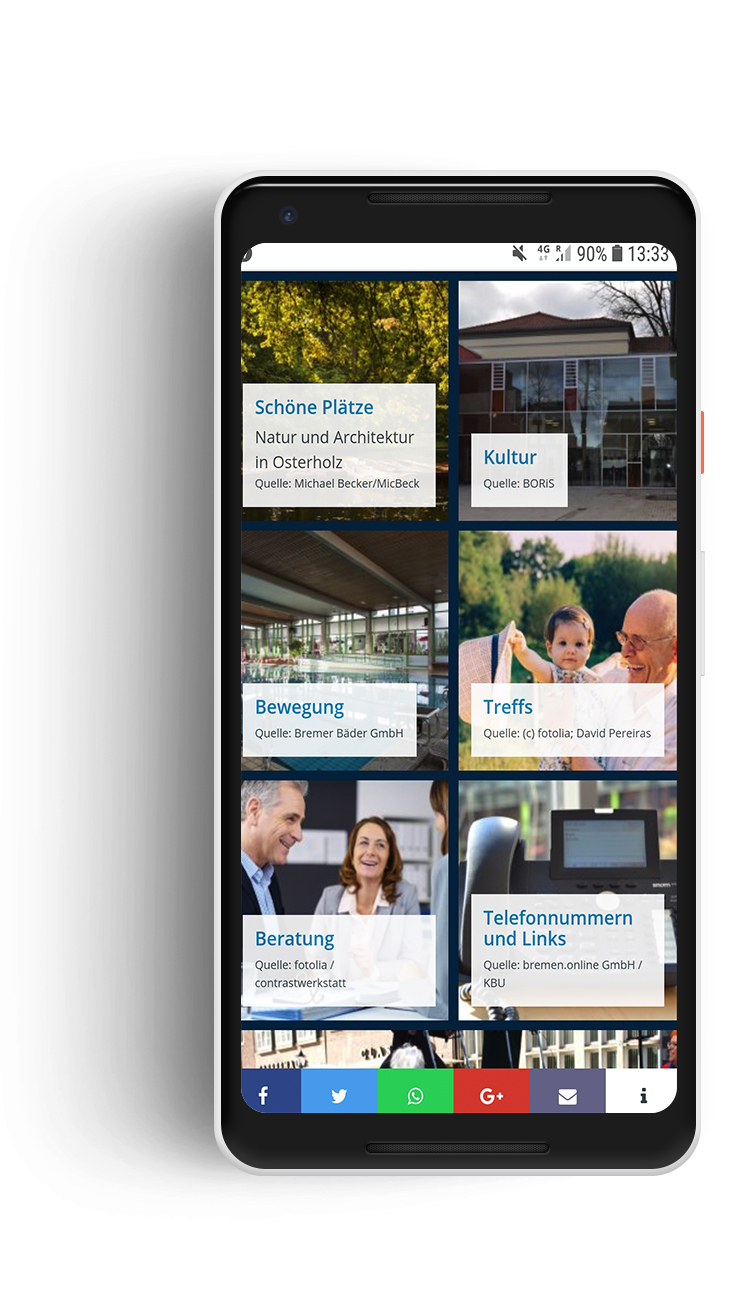 4G R 90% 13:33
Schöne Plätze
Natur und Architektur
in Osterholz
Quelle: Michael Becker/MicBeck
Kultur
Quelle: BORiS
Bewegung
Quelle: Bremer Bäder GmbH
Treffs
Quelle: (c) fotolia; David Pereiras
Beratung
Quelle: fotolia /
contrastwerkstatt
snom
Telefonnummern
und Links
Quelle: bremen.online GmbH /
KBU
f G+ i